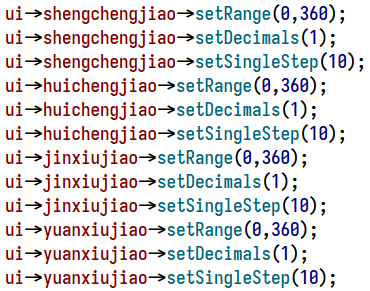 ui->shengchengjiao->setRange(0,360);
ui->shengchengjiao->setDecimals(1);
ui->shengchengjiao->setSingleStep(10);
ui->huichengjiao->setRange(0,360);
ui->huichengjiao->setDecimals(1);
ui->huichengjiao->setSingleStep(10);
ui->jinxiujiao->setRange(0,360);
ui->jinxiujiao->setDecimals(1);
ui->jinxiujiao->setSingleStep(10);
ui->yuanxiujiao->setRange(0,360);
ui->yuanxiujiao->setDecimals(1);
ui->yuanxiujiao->setSingleStep(10);